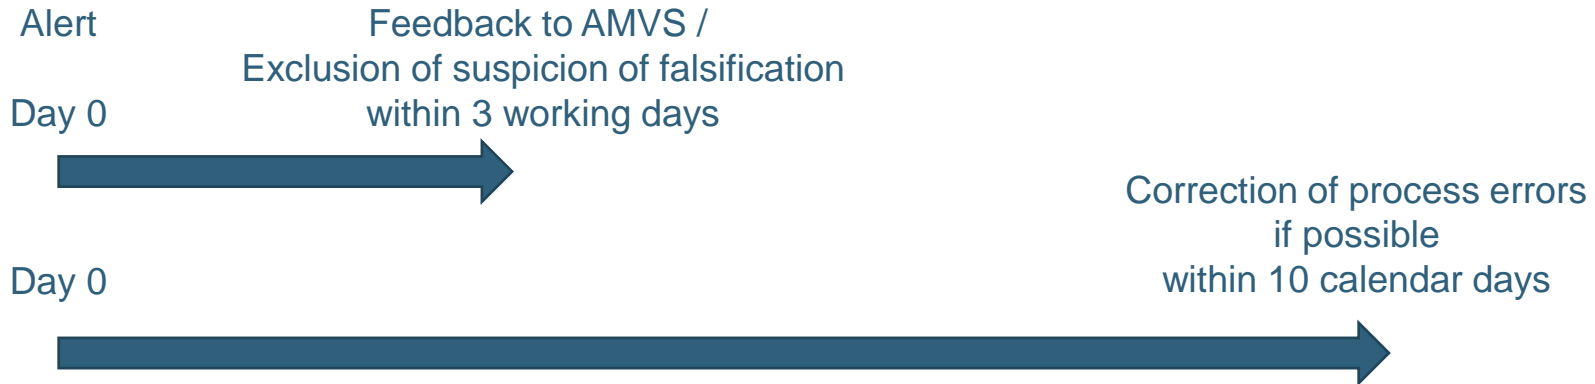 Alert
Feedback to AMVS /
Exclusion of suspicion of falsification
Day 0
within 3 working days
Correction of process errors
if possible
Day 0
within 10 calendar days